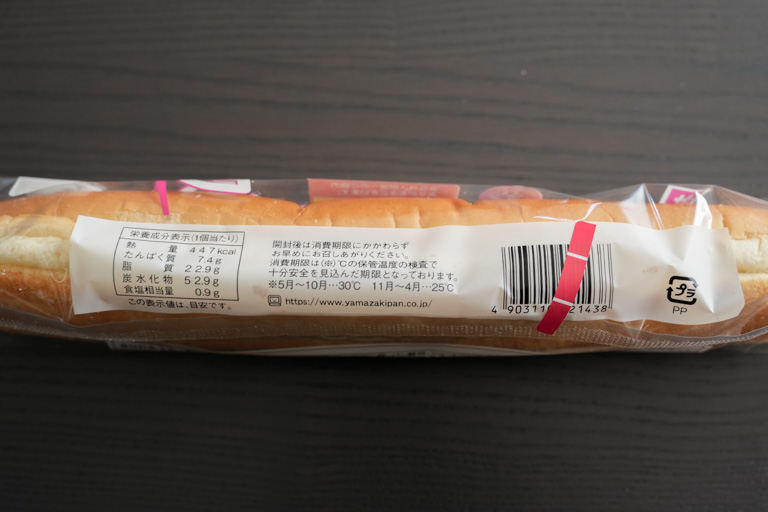 栄養成分表示(1個当たり)
熱量 447kcal
たんぱく質 7.4g
脂質 22.9g
炭水化物 52.9g
食塩相当量 0.9g
この表示値は、目安です。
開封後は消費期限にかかわらず
お早めにお召しあがりください。
消費期限は(※)℃の保管温度の検査で
十分安全を見込んだ期限となっております。
※5月〜10月…30℃ 11月〜4月…25℃
https://www.yamazakipan.co.jp/
4 90311 21438
プラ
PP